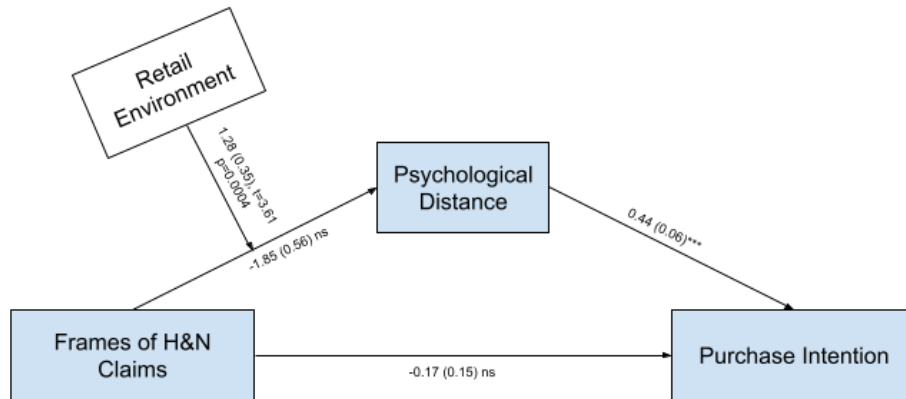 Retail
Environment
1.28 (0.35), t=3.61
p=0.0004
Psychological
Distance
-1.85 (0.56) ns
0.44 (0.06)***
Frames of H&N
Claims
-0.17 (0.15) ns
Purchase Intention